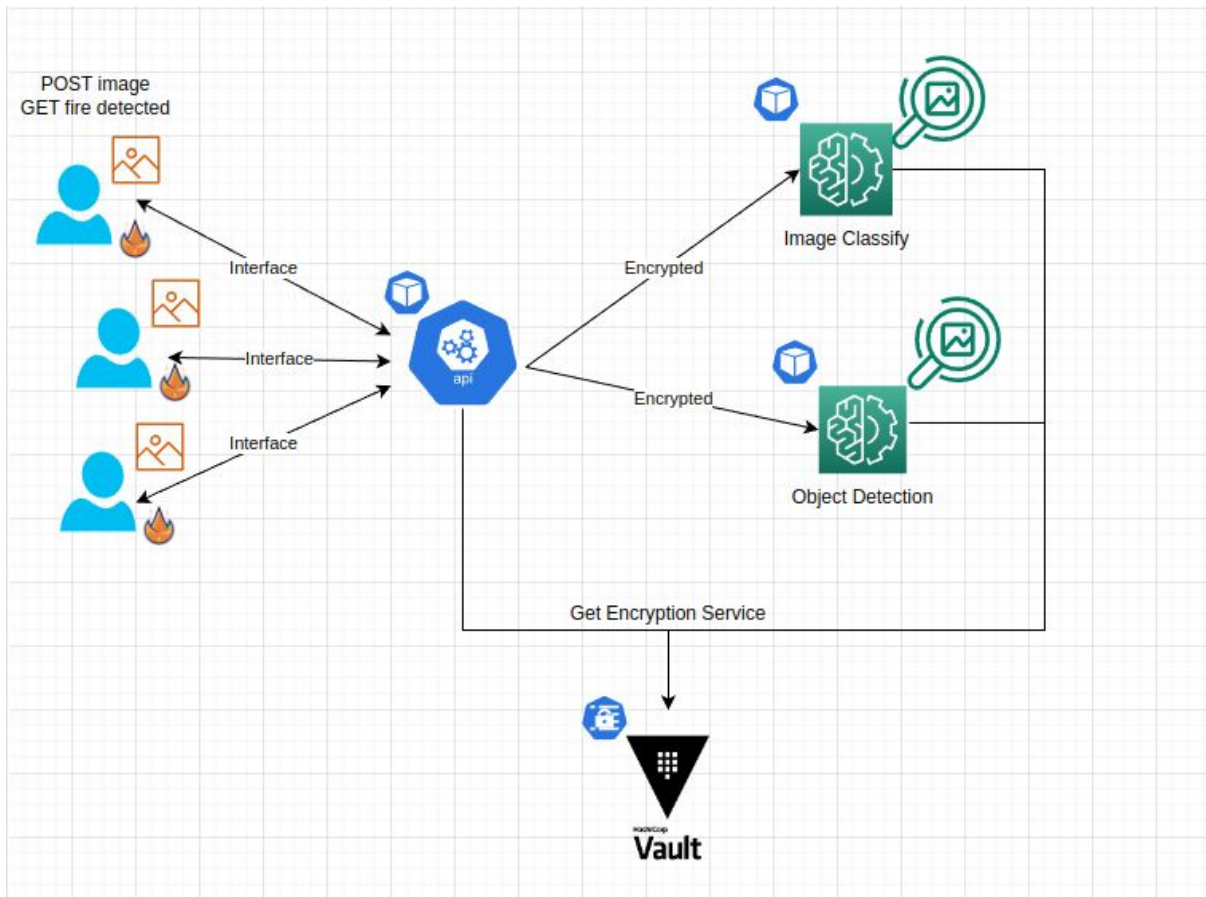 POST image
GET fire detected
Interface
Interface
Interface
api
Encrypted
Encrypted
Image Classify
Object Detection
Get Encryption Service
HashiCorp
Vault